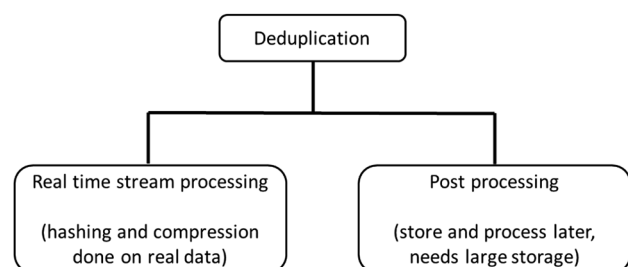 Deduplication
Real time stream processing
(hashing and compression
done on real data)
Post processing
(store and process later,
needs large storage)